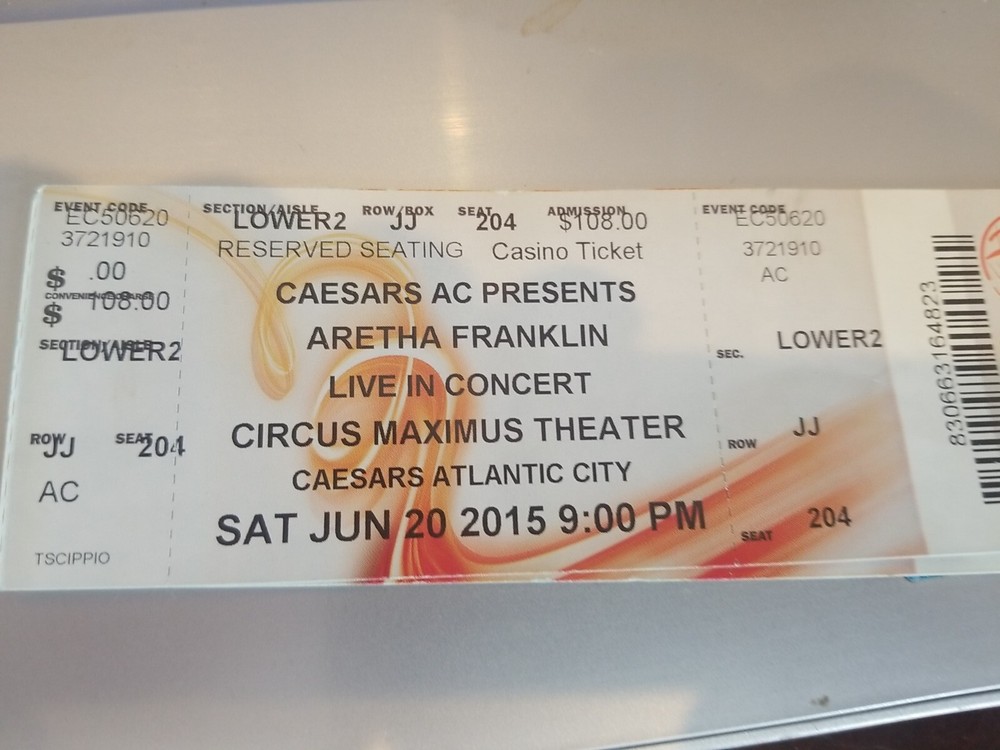 EVENT CODE
EC50620
3721910
$ .00
CONVENIENCE CHARGE
$ 108.00
SECTION/AISLE
LOWER2
ROW SEAT
JJ 204
AC
TSCIPPIO
SECTION/AISLE ROW/BOX SEAT ADMISSION
LOWER2 JJ 204 $108.00
RESERVED SEATING Casino Ticket
CAESARS AC PRESENTS
ARETHA FRANKLIN
LIVE IN CONCERT
CIRCUS MAXIMUS THEATER
CAESARS ATLANTIC CITY
SAT JUN 20 2015 9:00 PM
EVENT CODE
EC50620
3721910
AC
SEC. LOWER2
ROW JJ
SEAT 204
830663164823